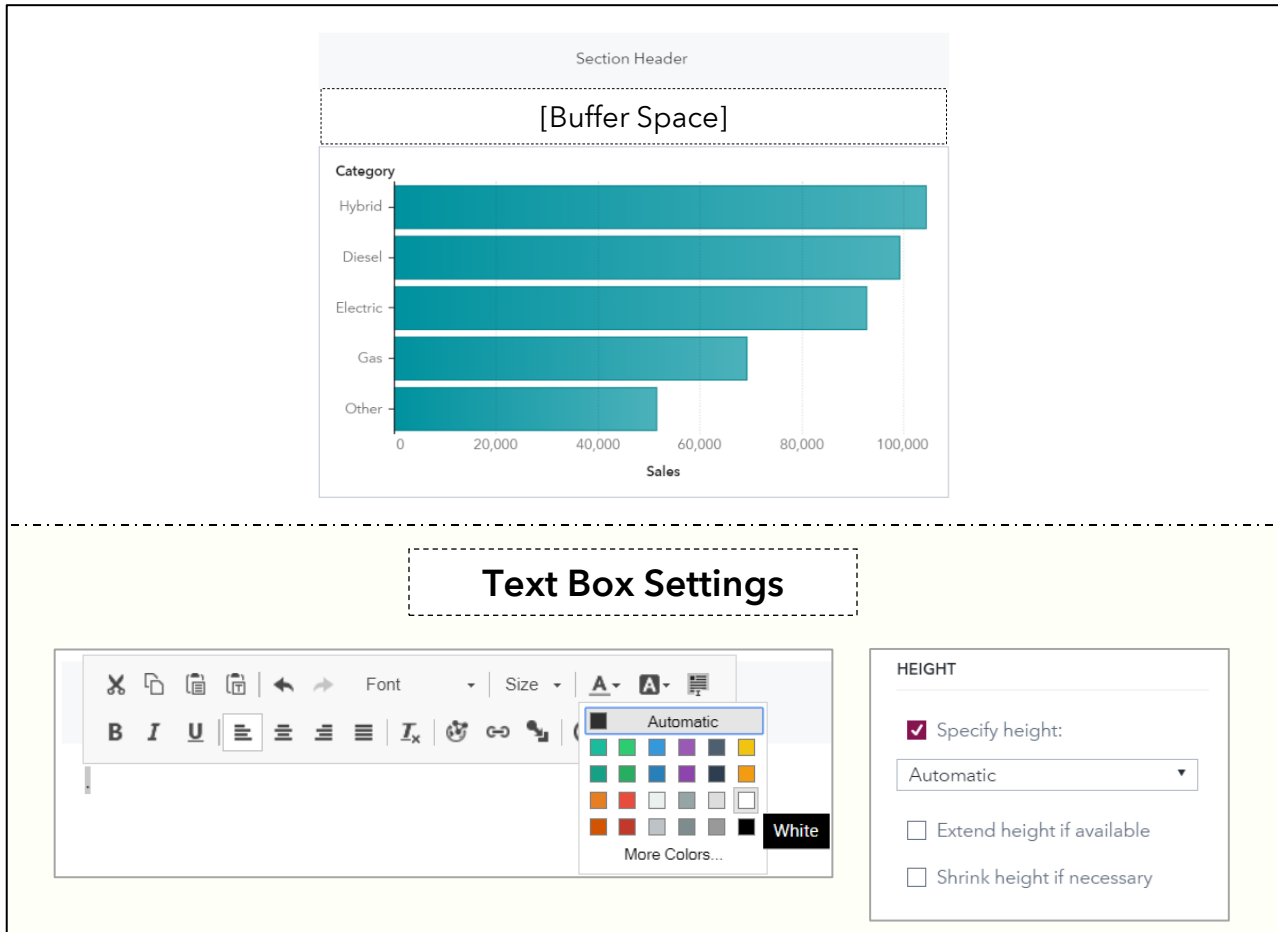 Section Header
[Buffer Space]
Category
Hybrid
Diesel
Electric
Gas
Other
0 20,000 40,000 60,000 80,000 100,000
Sales
Text Box Settings
Font Size A A
B I U Ix
.
Automatic
White
More Colors...
HEIGHT
Specify height:
Automatic
Extend height if available
Shrink height if necessary